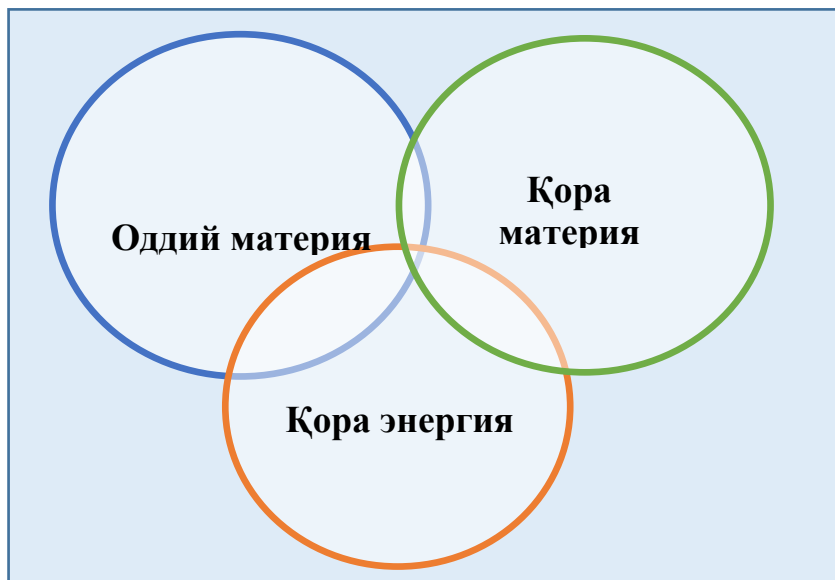 Оддий материя
Қора
материя
Қора энергия